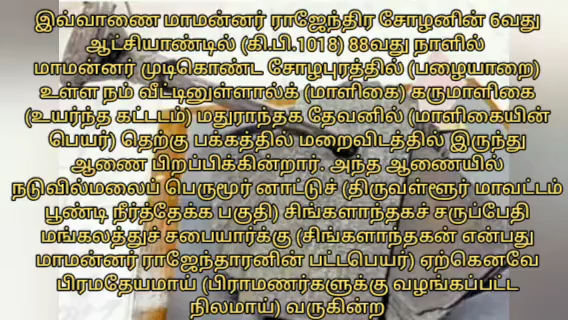 இவ்வாணை மாமன்னர் ராஜேந்திர சோழனின் 6வது
ஆட்சியாண்டில் (கி.பி.1018) 88வது நாளில்
மாமன்னர் முடிகொண்ட சோழபுரத்தில் (பழையாறை)
உள்ள நம் வீட்டினுள்ளால்க் (மாளிகை) கருமாளிகை
(உயர்ந்த கட்டடம்) மதுராந்தக தேவனில் (மாளிகையின்
பெயர்) தெற்கு பக்கத்தில் மறைவிடத்தில் இருந்து
ஆணை பிறப்பிக்கின்றார். அந்த ஆணையில்
நடுவில்மலைப் பெருமூர் னாட்டுச் (திருவள்ளூர் மாவட்டம்
பூண்டி நீர்த்தேக்க பகுதி) சிங்களாந்தகச் சருப்பேதி
மங்கலத்துச் சபையார்க்கு (சிங்களாந்தகன் என்பது
மாமன்னர் ராஜேந்தாரனின் பட்டபெயர்) ஏற்கெனவே
பிரமதேயமாய் (பிராமணர்களுக்கு வழங்கப்பட்ட
நிலமாய்) வருகின்ற